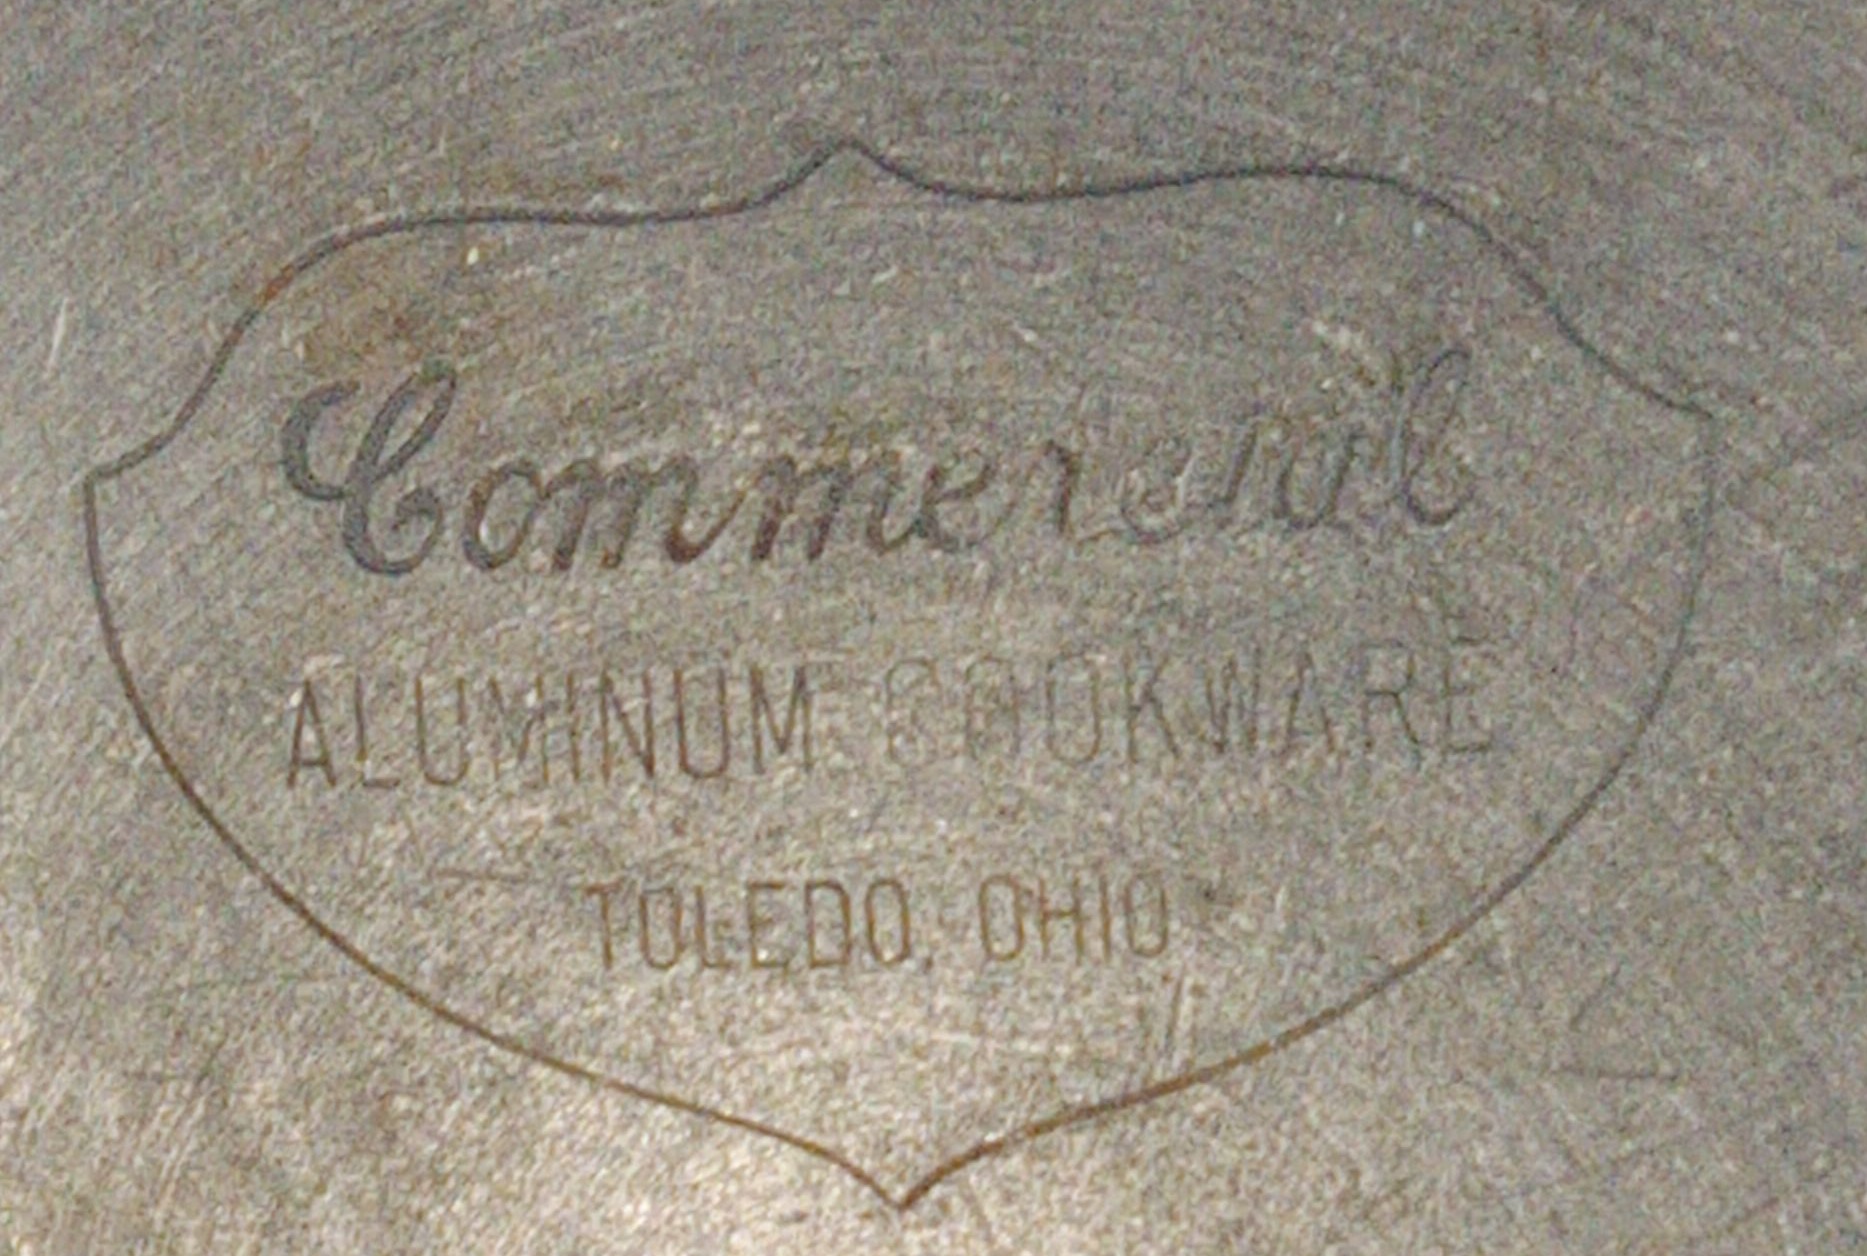 Commercial
ALUMINUM COOKWARE
TOLEDO, OHIO